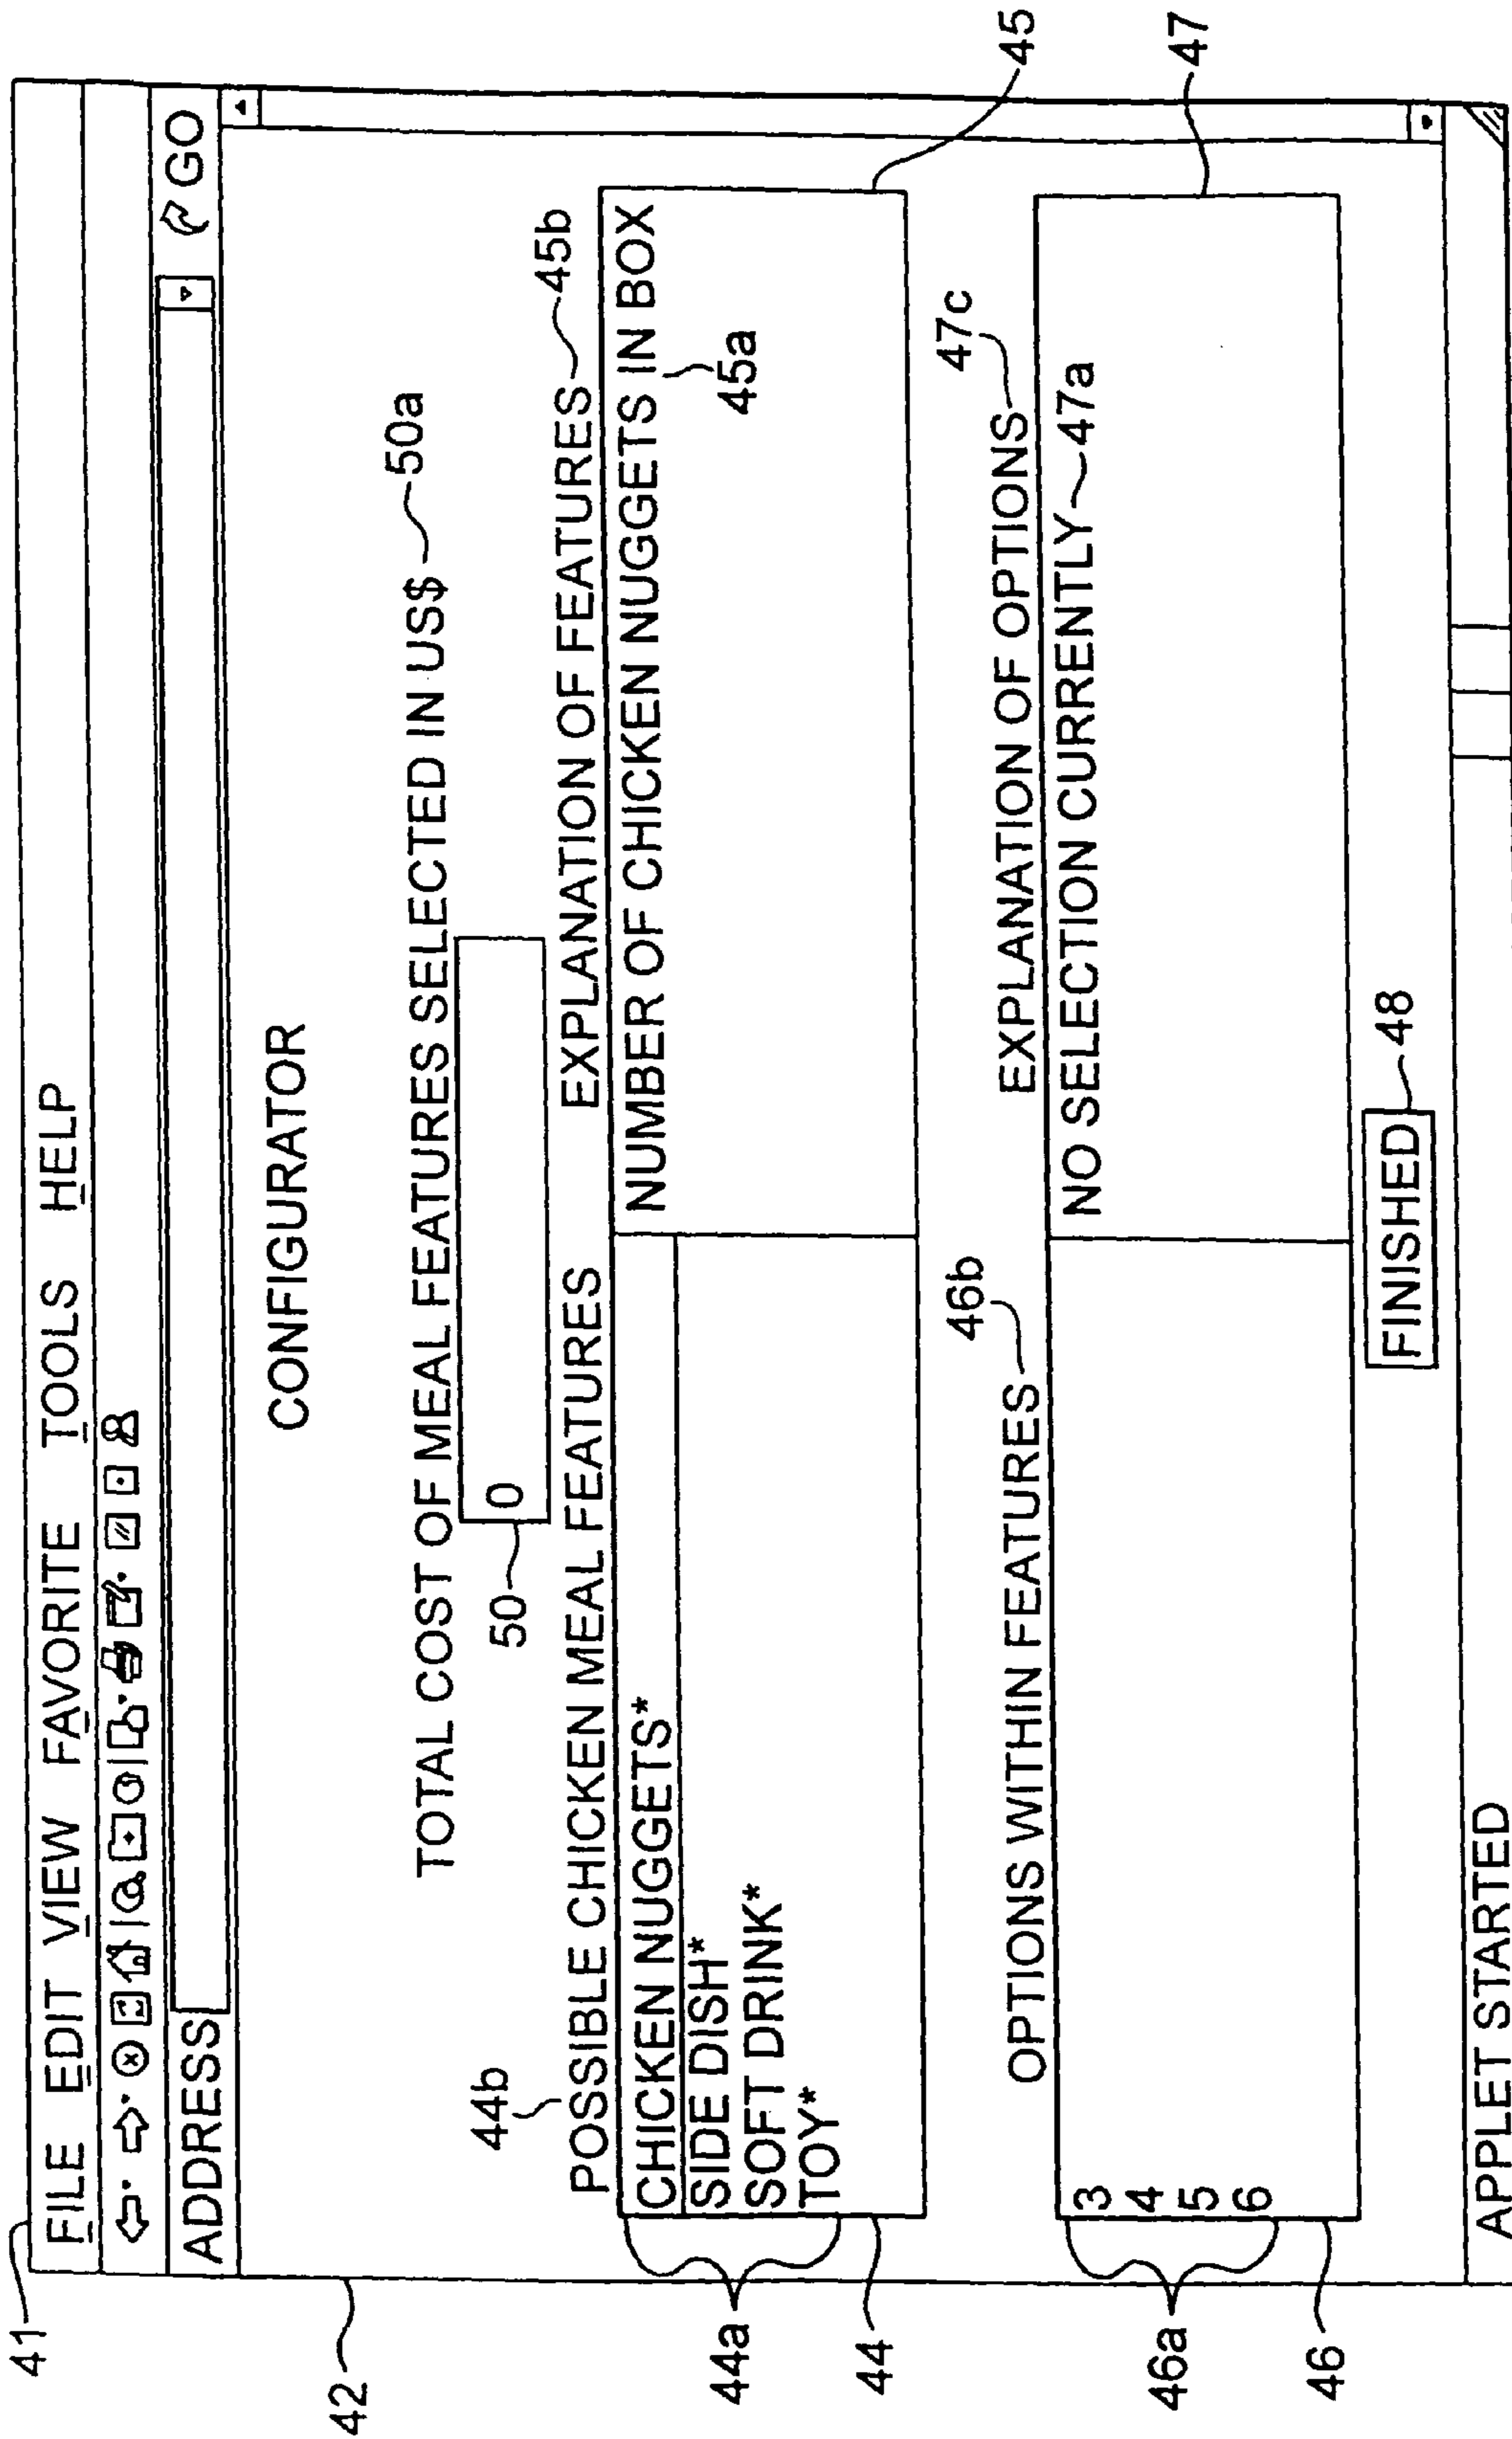 41
FILE EDIT VIEW FAVORITE TOOLS HELP
ADDRESS GO
42
CONFIGURATOR
TOTAL COST OF MEAL FEATURES SELECTED IN US$ 50a
50 0
44b 45b
POSSIBLE CHICKEN MEAL FEATURES EXPLANATION OF FEATURES
CHICKEN NUGGETS* NUMBER OF CHICKEN NUGGETS IN BOX
SIDE DISH* 45a
SOFT DRINK*
TOY*
44a
44 45
46b 47c
OPTIONS WITHIN FEATURES EXPLANATION OF OPTIONS
3 NO SELECTION CURRENTLY 47a
4
5
6
46a
46 47
FINISHED 48
APPLET STARTED